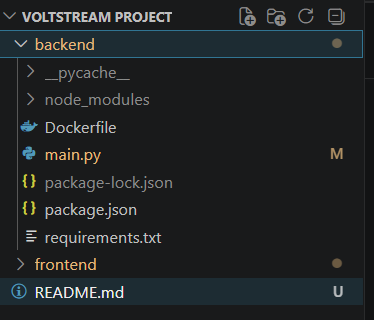 VOLTSTREAM PROJECT
backend
__pycache__
node_modules
Dockerfile
main.py M
package-lock.json
package.json
requirements.txt
frontend
README.md U